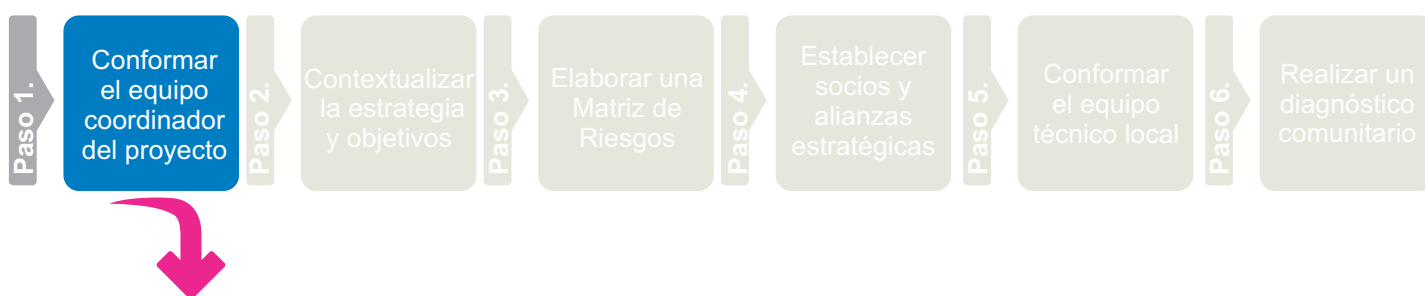 Paso 1.
Conformar
el equipo
coordinador
del proyecto
Paso 2.
Contextualizar
la estrategia
y objetivos
Paso 3.
Elaborar una
Matriz de
Riesgos
Paso 4.
Establecer
socios y
alianzas
estratégicas
Paso 5.
Conformar
el equipo
técnico local
Paso 6.
Realizar un
diagnóstico
comunitario